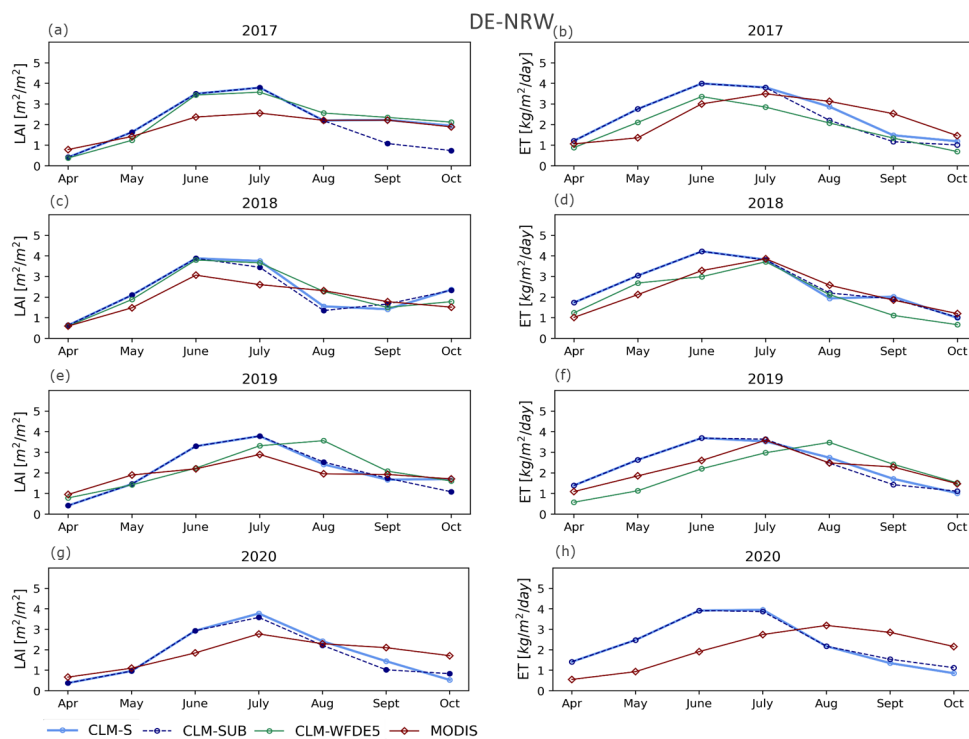 DE-NRW
(a)
2017
LAI [m²/m²]
5
4
3
2
1
0
Apr May June July Aug Sept Oct
(b)
2017
ET [kg/m²/day]
5
4
3
2
1
0
Apr May June July Aug Sept Oct
(c)
2018
LAI [m²/m²]
5
4
3
2
1
0
Apr May June July Aug Sept Oct
(d)
2018
ET [kg/m²/day]
5
4
3
2
1
0
Apr May June July Aug Sept Oct
(e)
2019
LAI [m²/m²]
5
4
3
2
1
0
Apr May June July Aug Sept Oct
(f)
2019
ET [kg/m²/day]
5
4
3
2
1
0
Apr May June July Aug Sept Oct
(g)
2020
LAI [m²/m²]
5
4
3
2
1
0
Apr May June July Aug Sept Oct
(h)
2020
ET [kg/m²/day]
5
4
3
2
1
0
Apr May June July Aug Sept Oct
CLM-S CLM-SUB CLM-WFDE5 MODIS